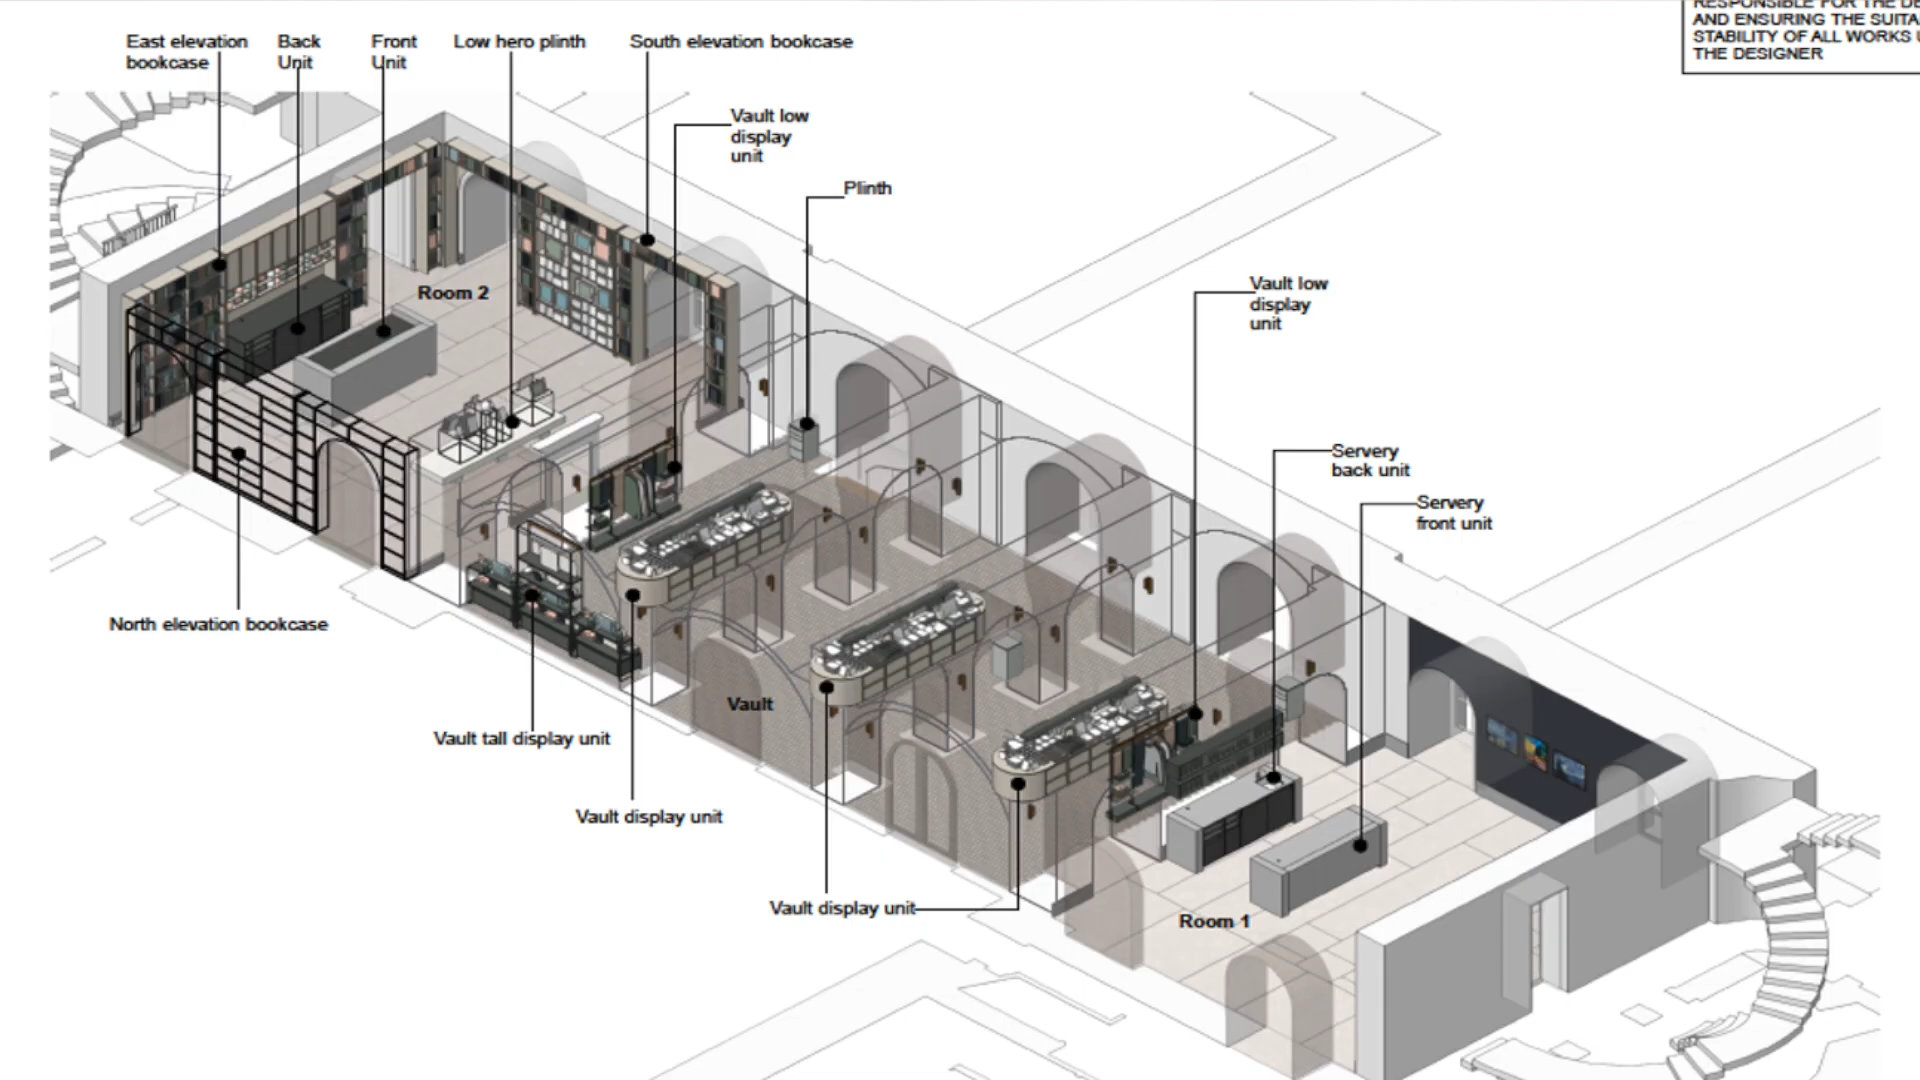 RESPONSIBLE FOR THE DE
AND ENSURING THE SUITA
STABILITY OF ALL WORKS U
THE DESIGNER
East elevation
bookcase
Back
Unit
Front
Unit
Low hero plinth
South elevation bookcase
Vault low
display
unit
Plinth
Room 2
Vault low
display
unit
Servery
back unit
Servery
front unit
North elevation bookcase
Vault
Vault tall display unit
Vault display unit
Vault display unit
Room 1